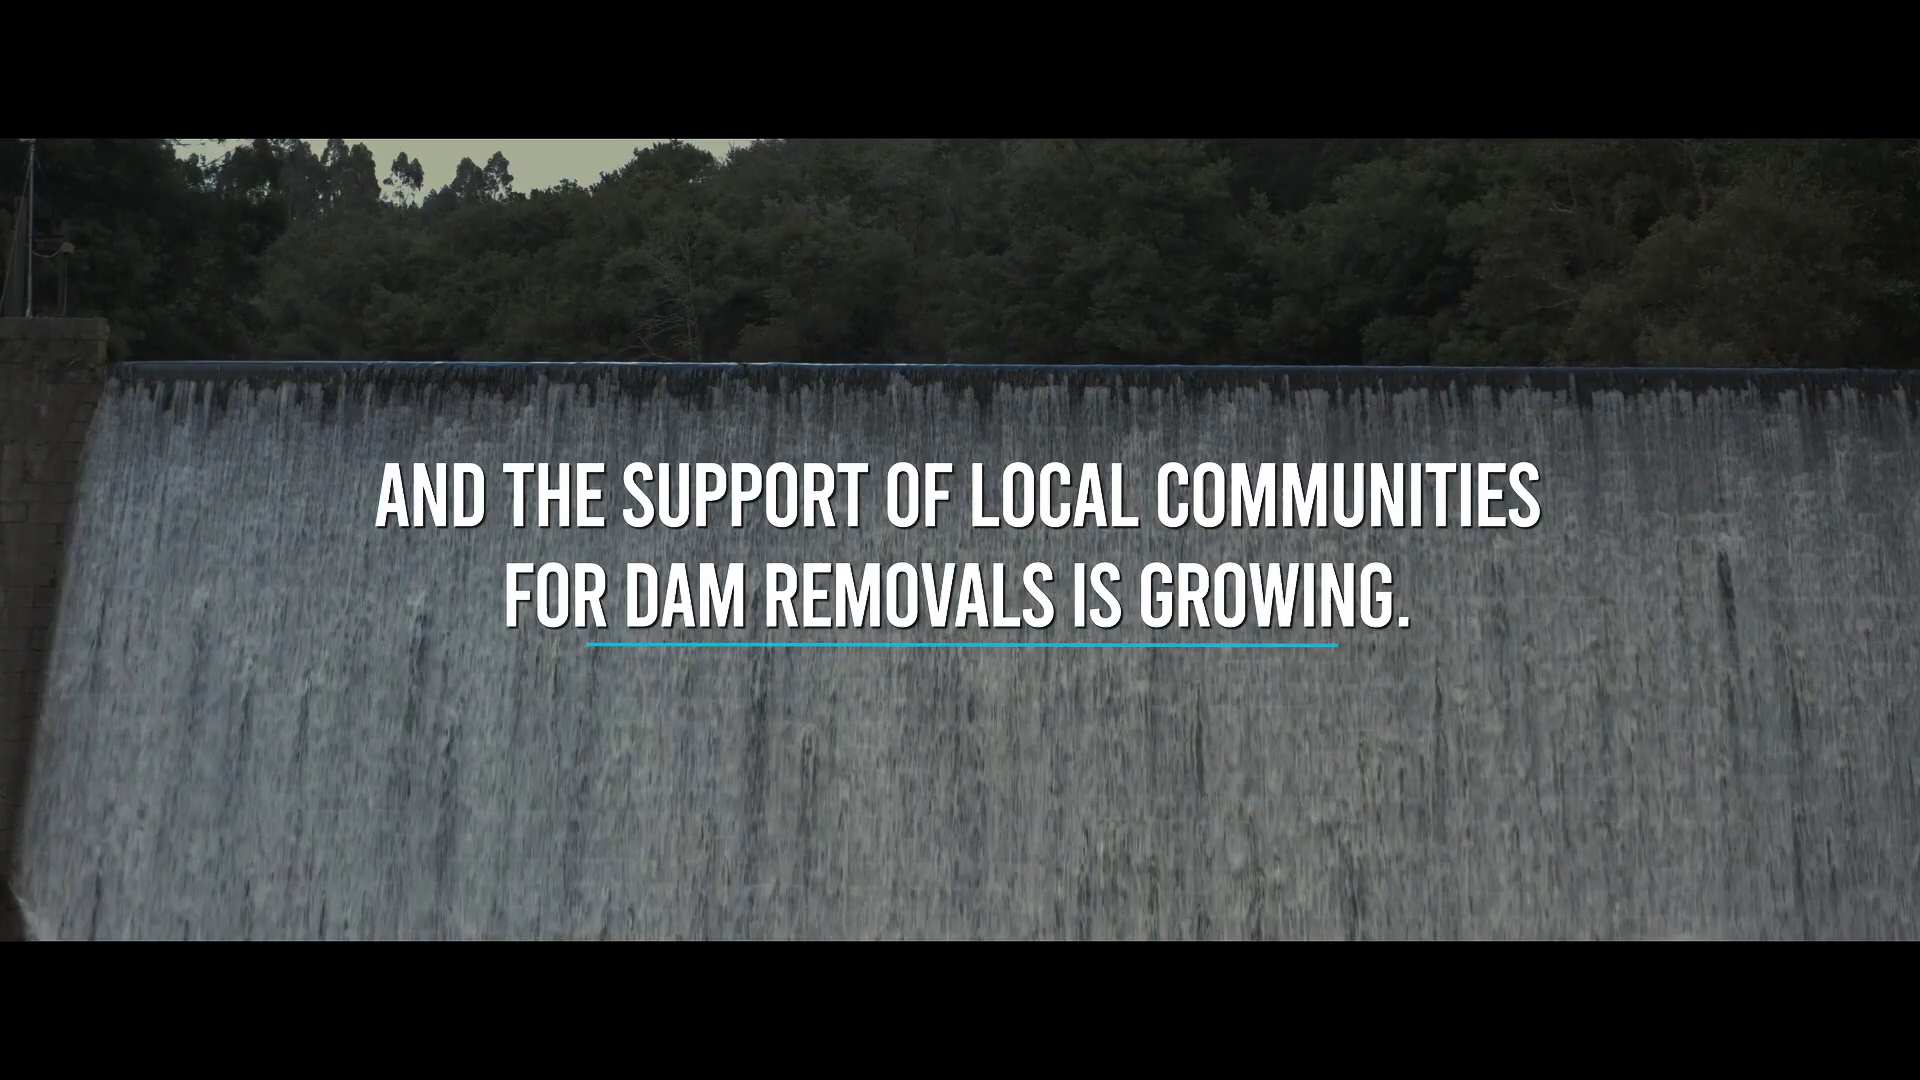 AND THE SUPPORT OF LOCAL COMMUNITIES
FOR DAM REMOVALS IS GROWING.